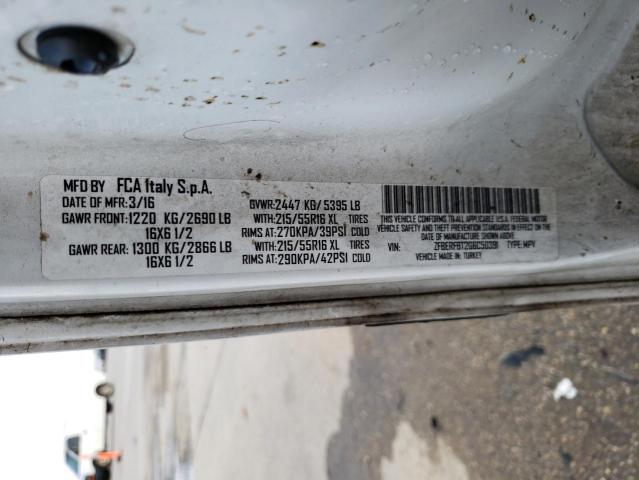 MFD BY FCA Italy S.p.A.
DATE OF MFR: 3/16
GAWR FRONT: 1220 KG/2690 LB
16X6 1/2
GAWR REAR: 1300 KG/2866 LB
16X6 1/2
GVWR: 2447 KG/ 5395 LB
WITH: 215/55R16 XL TIRES
RIMS AT: 270KPA/39PSI COLD
WITH: 215/55R16 XL TIRES
RIMS AT: 290KPA/42PSI COLD
THIS VEHICLE CONFORMS TO ALL APPLICABLE U.S.A. FEDERAL MOTOR
VEHICLE SAFETY AND THEFT PREVENTION STANDARDS IN EFFECT
ON THE DATE OF MANUFACTURE SHOWN ABOVE
VIN: TYPE: MPV
VEHICLE MADE IN: TURKEY